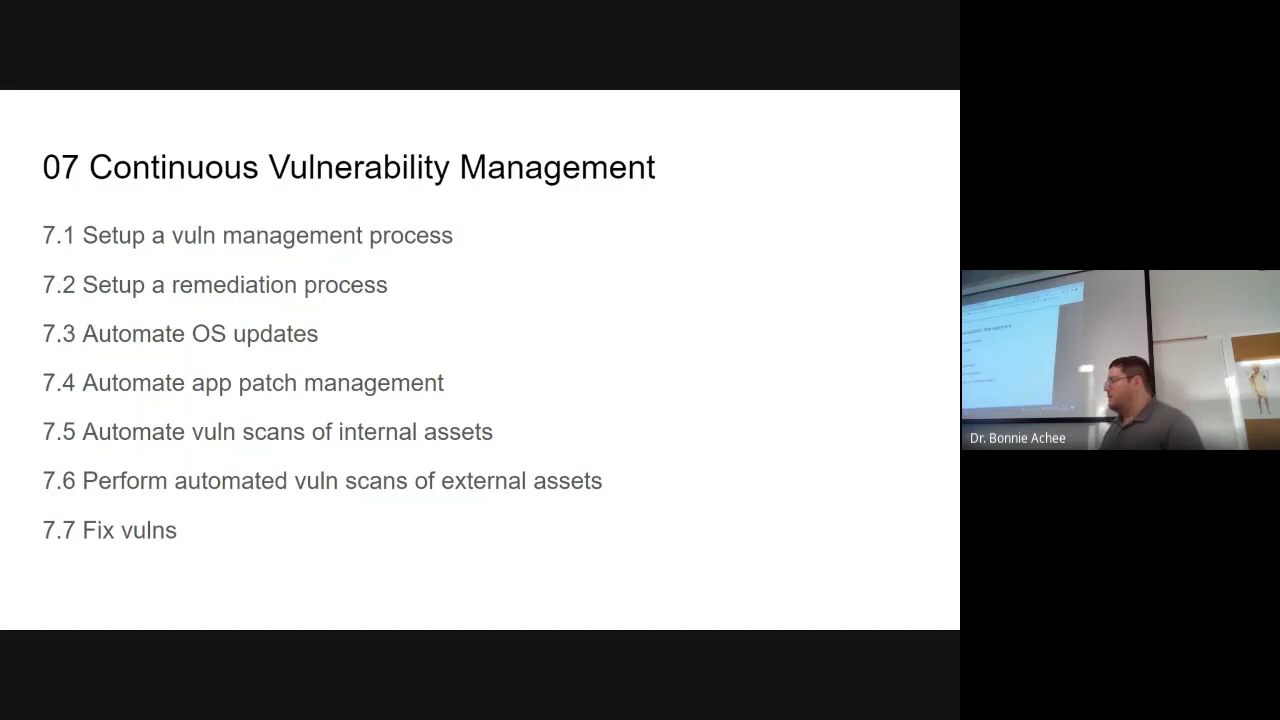 07 Continuous Vulnerability Management
7.1 Setup a vuln management process
7.2 Setup a remediation process
7.3 Automate OS updates
7.4 Automate app patch management
7.5 Automate vuln scans of internal assets
7.6 Perform automated vuln scans of external assets
7.7 Fix vulns
Dr. Bonnie Achee